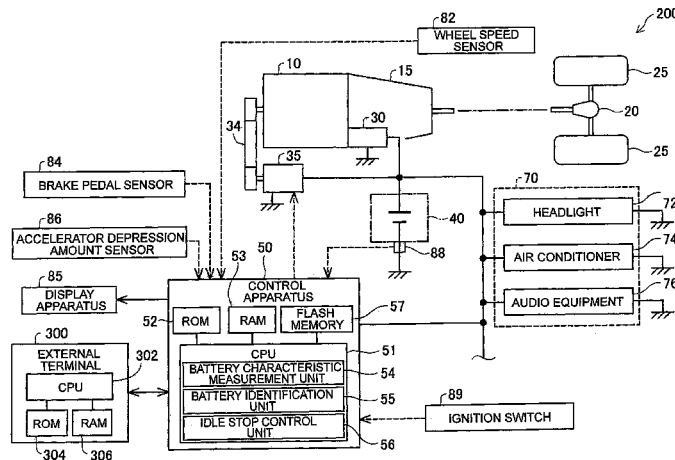 82
200
WHEEL SPEED
SENSOR
10
15
25
30
34
20
84
35
25
BRAKE PEDAL SENSOR
70
72
86
40
HEADLIGHT
ACCELERATOR DEPRESSION
AMOUNT SENSOR
50
88
74
53
CONTROL
APPARATUS
AIR CONDITIONER
85
57
76
DISPLAY
APPARATUS
52
ROM
RAM
FLASH
MEMORY
AUDIO EQUIPMENT
300
302
CPU
51
EXTERNAL
TERMINAL
BATTERY CHARACTERISTIC
MEASUREMENT UNIT
54
89
CPU
BATTERY IDENTIFICATION
UNIT
55
IGNITION SWITCH
ROM
RAM
IDLE STOP CONTROL
UNIT
56
304
306